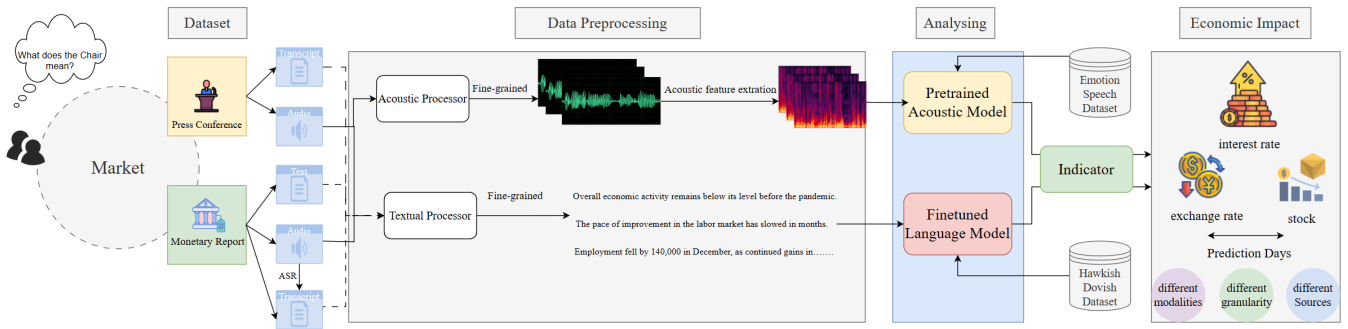 Dataset
Data Preprocessing
Analysing
Economic Impact
What does the Chair
mean?
Market
Press Conference
Monetary Report
Transcript
Audio
Text
Audio
ASR
Transcript
Acoustic Processor
Fine-grained
Acoustic feature extration
Textual Processor
Fine-grained
Overall economic activity remains below its level before the pandemic.
The pace of improvement in the labor market has slowed in months.
Employment fell by 140,000 in December, as continued gains in…….
Pretrained
Acoustic Model
Finetuned
Language Model
Emotion
Speech
Dataset
Hawkish
Dovish
Dataset
Indicator
interest rate
exchange rate
stock
Prediction Days
different
modalities
different
granularity
different
Sources